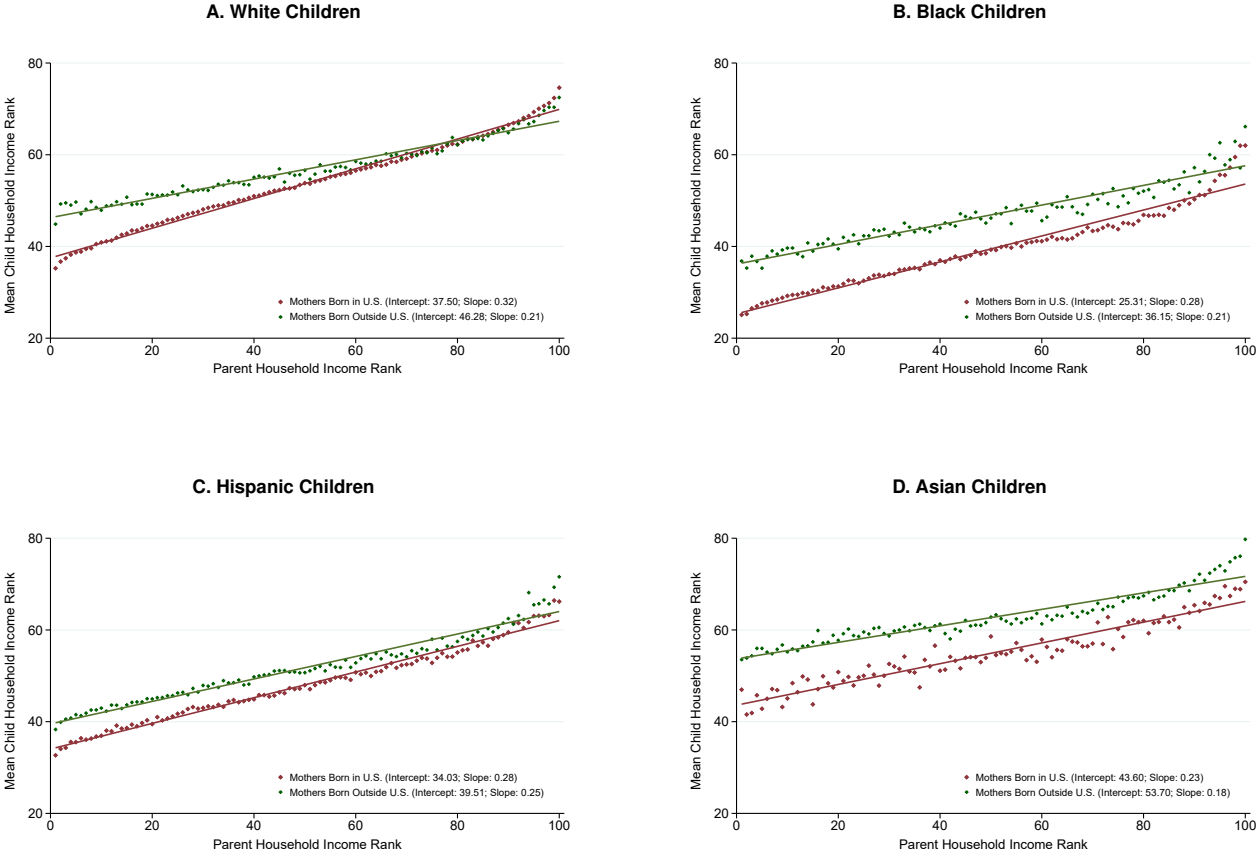 A. White Children
Mean Child Household Income Rank
80
60
40
20
Mothers Born in U.S. (Intercept: 37.50; Slope: 0.32)
Mothers Born Outside U.S. (Intercept: 46.28; Slope: 0.21)
0 20 40 60 80 100
Parent Household Income Rank
B. Black Children
Mean Child Household Income Rank
80
60
40
20
Mothers Born in U.S. (Intercept: 25.31; Slope: 0.28)
Mothers Born Outside U.S. (Intercept: 36.15; Slope: 0.21)
0 20 40 60 80 100
Parent Household Income Rank
C. Hispanic Children
Mean Child Household Income Rank
80
60
40
20
Mothers Born in U.S. (Intercept: 34.03; Slope: 0.28)
Mothers Born Outside U.S. (Intercept: 39.51; Slope: 0.25)
0 20 40 60 80 100
Parent Household Income Rank
D. Asian Children
Mean Child Household Income Rank
80
60
40
20
Mothers Born in U.S. (Intercept: 43.60; Slope: 0.23)
Mothers Born Outside U.S. (Intercept: 53.70; Slope: 0.18)
0 20 40 60 80 100
Parent Household Income Rank